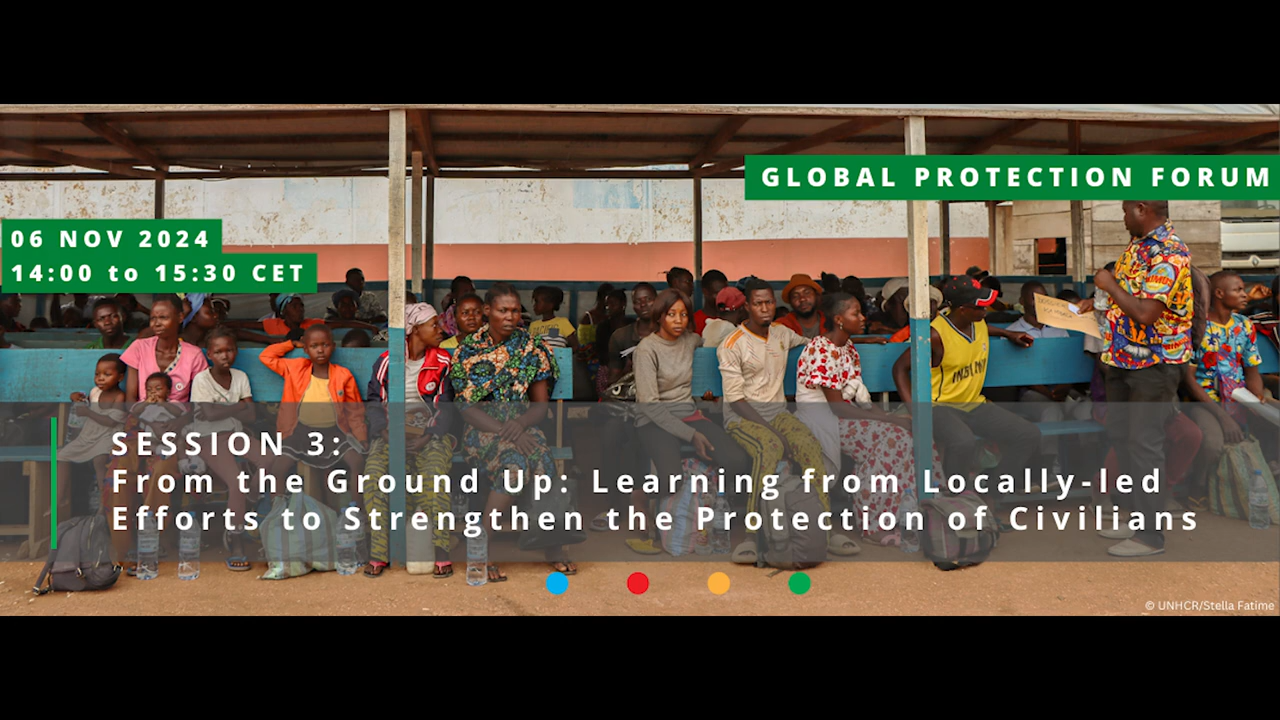 GLOBAL PROTECTION FORUM
06 NOV 2024
14:00 to 15:30 CET
SESSION 3:
From the Ground Up: Learning from Locally-led
Efforts to Strengthen the Protection of Civilians
© UNHCR/Stella Fatime